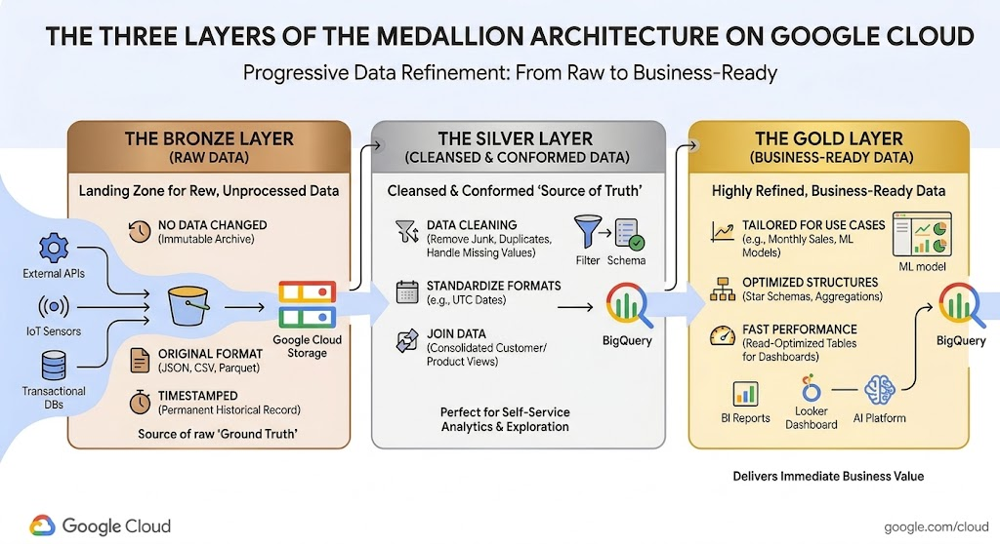 THE THREE LAYERS OF THE MEDALLION ARCHITECTURE ON GOOGLE CLOUD
Progressive Data Refinement: From Raw to Business-Ready
THE BRONZE LAYER
(RAW DATA)
Landing Zone for Rew, Unprocessed Data
NO DATA CHANGED
(Immutable Archive)
External APIs
IoT Sensors
Transactional
DBs
Google Cloud
Storage
ORIGINAL FORMAT
(JSON, CSV, Parquet)
TIMESTAMPED
(Permanent Historical Record)
Source of raw 'Ground Truth'
THE SILVER LAYER
(CLEANSED & CONFORMED DATA)
Cleansed & Conformed 'Source of Truth'
DATA CLEANING
(Remove Junk, Duplicates,
Handle Missing Values)
Filter
Schema
STANDARDIZE FORMATS
(e.g., UTC Dates)
JOIN DATA
(Consolidated Customer/
Product Views)
BigQuery
Perfect for Self-Service
Analytics & Exploration
THE GOLD LAYER
(BUSINESS-READY DATA)
Highly Refined, Business-Ready Data
TAILORED FOR USE CASES
(e.g., Monthly Sales, ML
Models)
ML model
OPTIMIZED STRUCTURES
(Star Schemas, Aggregations)
FAST PERFORMANCE
(Read-Optimized Tables
for Dashboards)
BigQuery
BI Reports
Looker
Dashboard
AI Platform
Delivers Immediate Business Value
Google Cloud
google.com/cloud